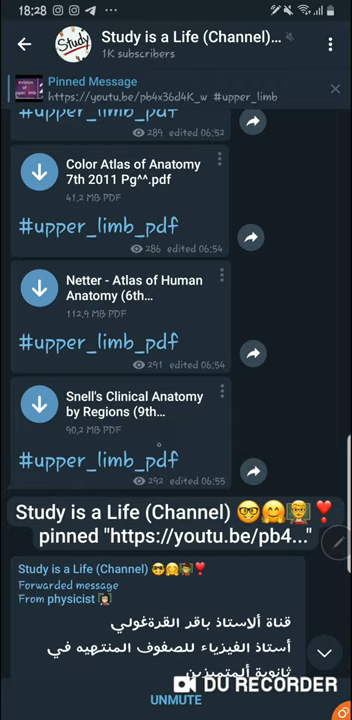 18:28
Study is a Life (Channel)...
1K subscribers
Pinned Message
https://youtu.be/pb4x36d4K_w #upper_limb
#upper_limb_pdf
289 edited 06:52
Color Atlas of Anatomy
7th 2011 Pg^^.pdf
41,2 MB PDF
#upper_limb_pdf
286 edited 06:54
Netter - Atlas of Human
Anatomy (6th...
112,9 MB PDF
#upper_limb_pdf
291 edited 06:54
Snell's Clinical Anatomy
by Regions (9th...
90,2 MB PDF
#upper_limb_pdf
292 edited 06:55
Study is a Life (Channel) 🤓🤗👨‍🏫❣️
pinned "https://youtu.be/pb4..."
Study is a Life (Channel) 🤓🤗👨‍🏫❣️
Forwarded message
From physicist 👩🏻‍🏫
قناة ألاستاذ باقر القرةغولي
أستاذ الفيزياء للصفوف المنتهيه في
ثانوية ألمتميزين
UNMUTE
DU RECORDER